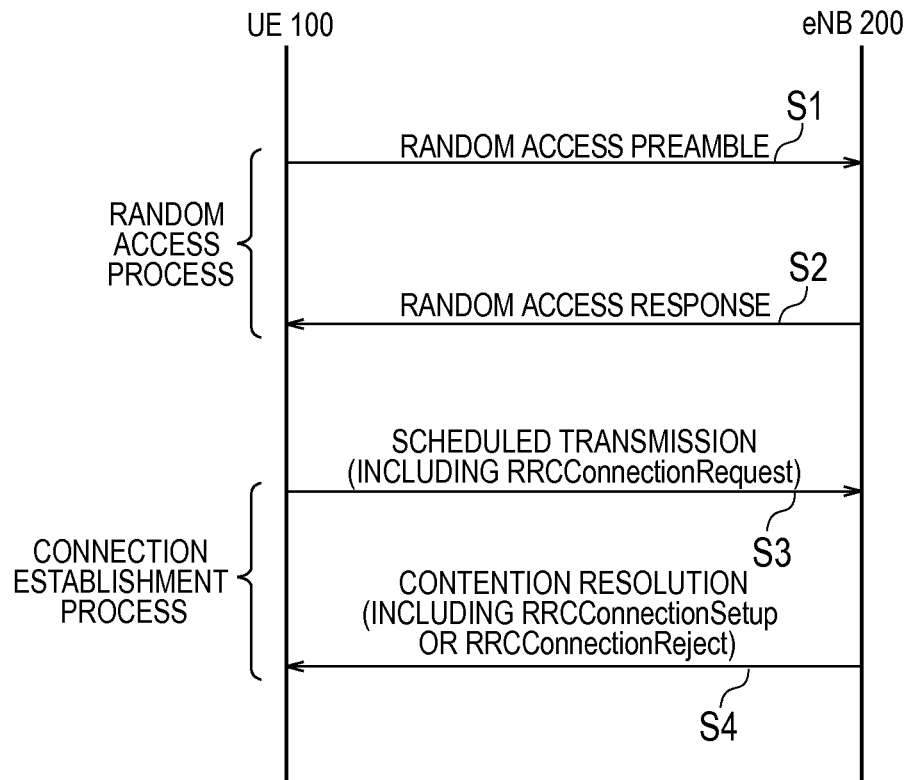 UE 100
eNB 200
S1
RANDOM ACCESS PREAMBLE
RANDOM
ACCESS
PROCESS
S2
RANDOM ACCESS RESPONSE
SCHEDULED TRANSMISSION
(INCLUDING RRCConnectionRequest)
S3
CONNECTION
ESTABLISHMENT
PROCESS
CONTENTION RESOLUTION
(INCLUDING RRCConnectionSetup
OR RRCConnectionReject)
S4